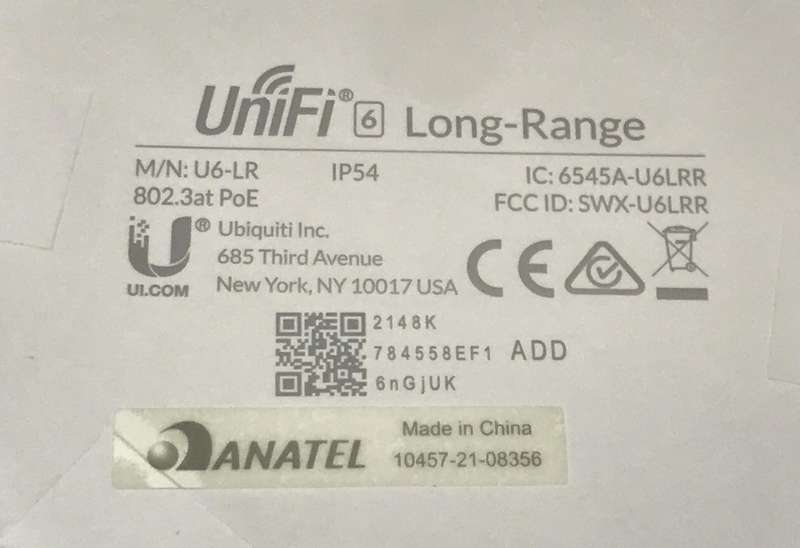 UniFi® 6 Long-Range
M/N: U6-LR IP54 IC: 6545A-U6LRR
802.3at PoE FCC ID: SWX-U6LRR
U® Ubiquiti Inc.
685 Third Avenue
UI.COM New York, NY 10017 USA
CE
2148K
784558EF1 ADD
6nGjUK
ANATEL Made in China
10457-21-08356